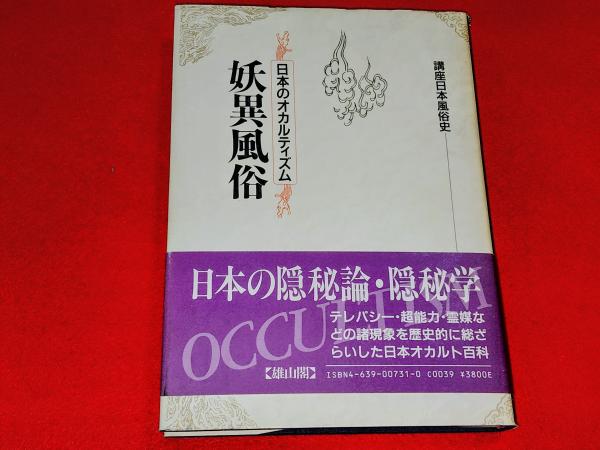 講座日本風俗史
日本のオカルティズム
妖異風俗
日本の隠秘論・隠秘学
OCCULTISM
テレパシー・超能力・霊媒な
どの諸現象を歴史的に総ざ
らいした日本オカルト百科
【雄山閣】
ISBN4-639-00731-0 C0039 ¥3800E